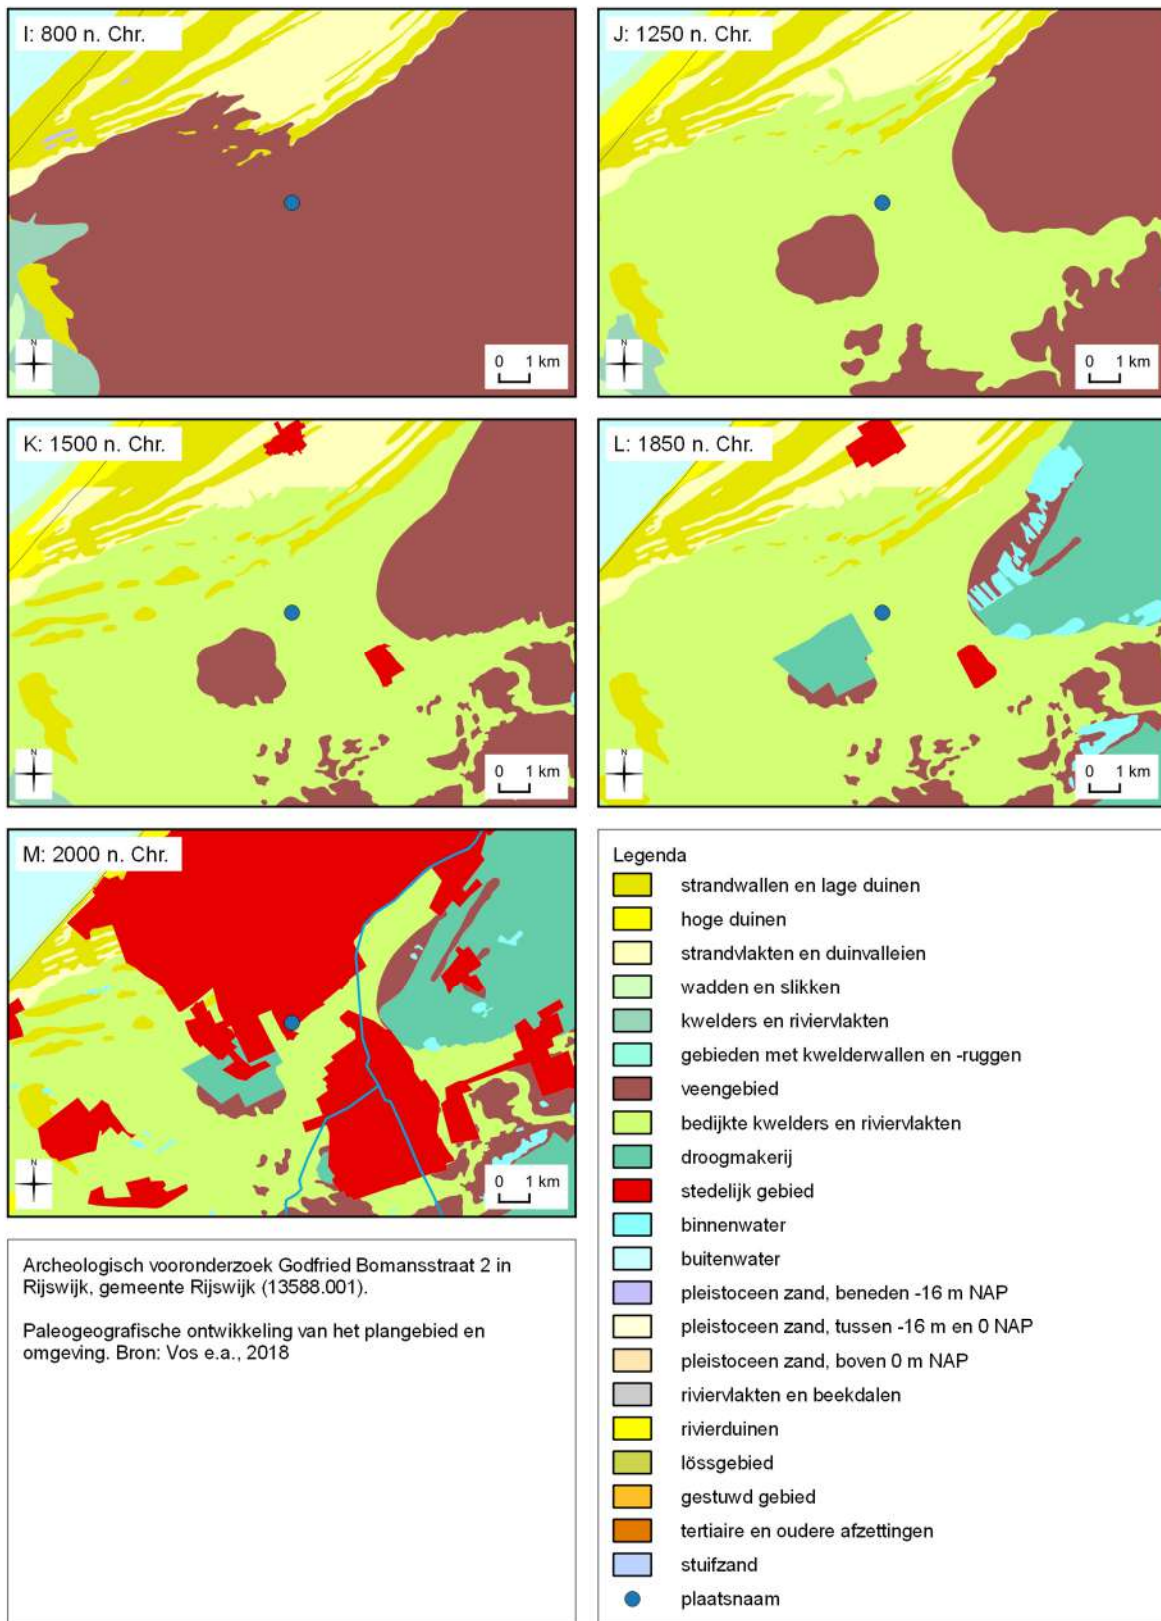 I: 800 n. Chr.
N
0 1 km
J: 1250 n. Chr.
N
0 1 km
K: 1500 n. Chr.
N
0 1 km
L: 1850 n. Chr.
N
0 1 km
M: 2000 n. Chr.
N
0 1 km
Legenda
strandwallen en lage duinen
hoge duinen
strandvlakten en duinvalleien
wadden en slikken
kwelders en riviervlakten
gebieden met kwelderwallen en -ruggen
veengebied
bedijkte kwelders en riviervlakten
droogmakerij
stedelijk gebied
binnenwater
buitenwater
pleistoceen zand, beneden -16 m NAP
pleistoceen zand, tussen -16 m en 0 NAP
pleistoceen zand, boven 0 m NAP
riviervlakten en beekdalen
rivierduinen
lössgebied
gestuwd gebied
tertiaire en oudere afzettingen
stuifzand
plaatsnaam
Archeologisch vooronderzoek Godfried Bomansstraat 2 in
Rijswijk, gemeente Rijswijk (13588.001).
Paleogeografische ontwikkeling van het plangebied en
omgeving. Bron: Vos e.a., 2018